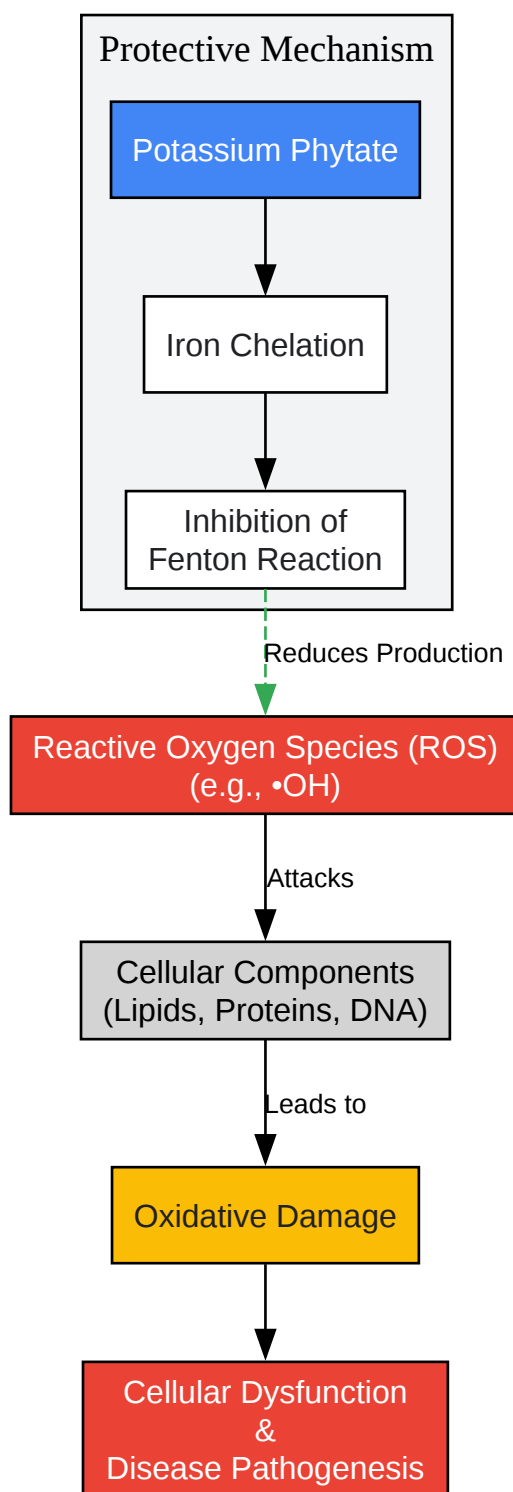 Protective Mechanism
Potassium Phytate
Iron Chelation
Inhibition of
Fenton Reaction
Reduces Production
Reactive Oxygen Species (ROS)
(e.g., •OH)
Attacks
Cellular Components
(Lipids, Proteins, DNA)
Leads to
Oxidative Damage
Cellular Dysfunction
&
Disease Pathogenesis